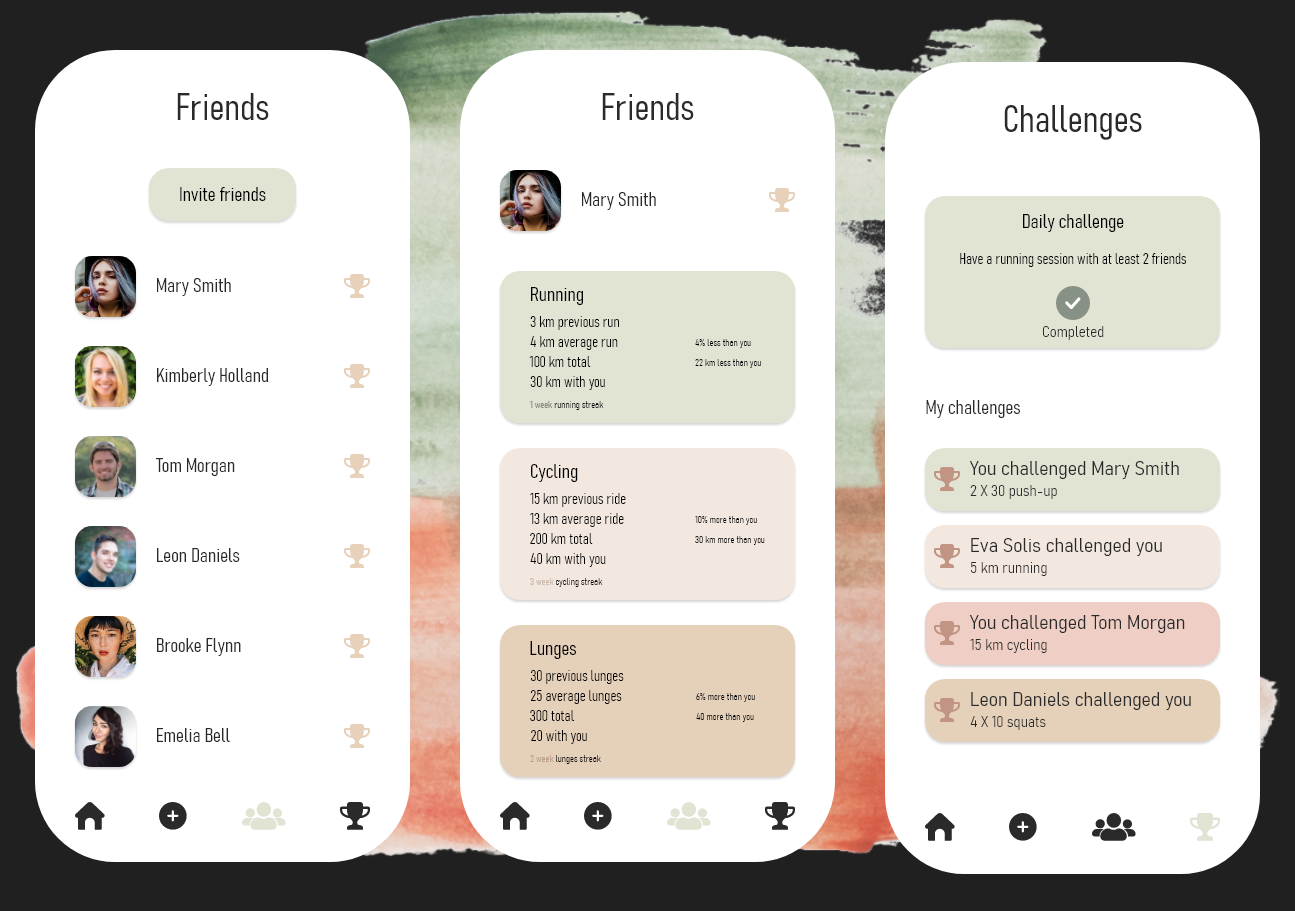 Friends
Invite friends
Mary Smith
Kimberly Holland
Tom Morgan
Leon Daniels
Brooke Flynn
Emelia Bell
Friends
Mary Smith
Running
3 km previous run
4 km average run
4% less than you
100 km total
22 km less than you
30 km with you
1 week running streak
Cycling
15 km previous ride
13 km average ride
10% more than you
200 km total
30 km more than you
40 km with you
3 week cycling streak
Lunges
30 previous lunges
25 average lunges
6% more than you
300 total
40 more than you
20 with you
2 week lunges streak
Challenges
Daily challenge
Have a running session with at least 2 friends
Completed
My challenges
You challenged Mary Smith
2 X 30 push-up
Eva Solis challenged you
5 km running
You challenged Tom Morgan
15 km cycling
Leon Daniels challenged you
4 X 10 squats